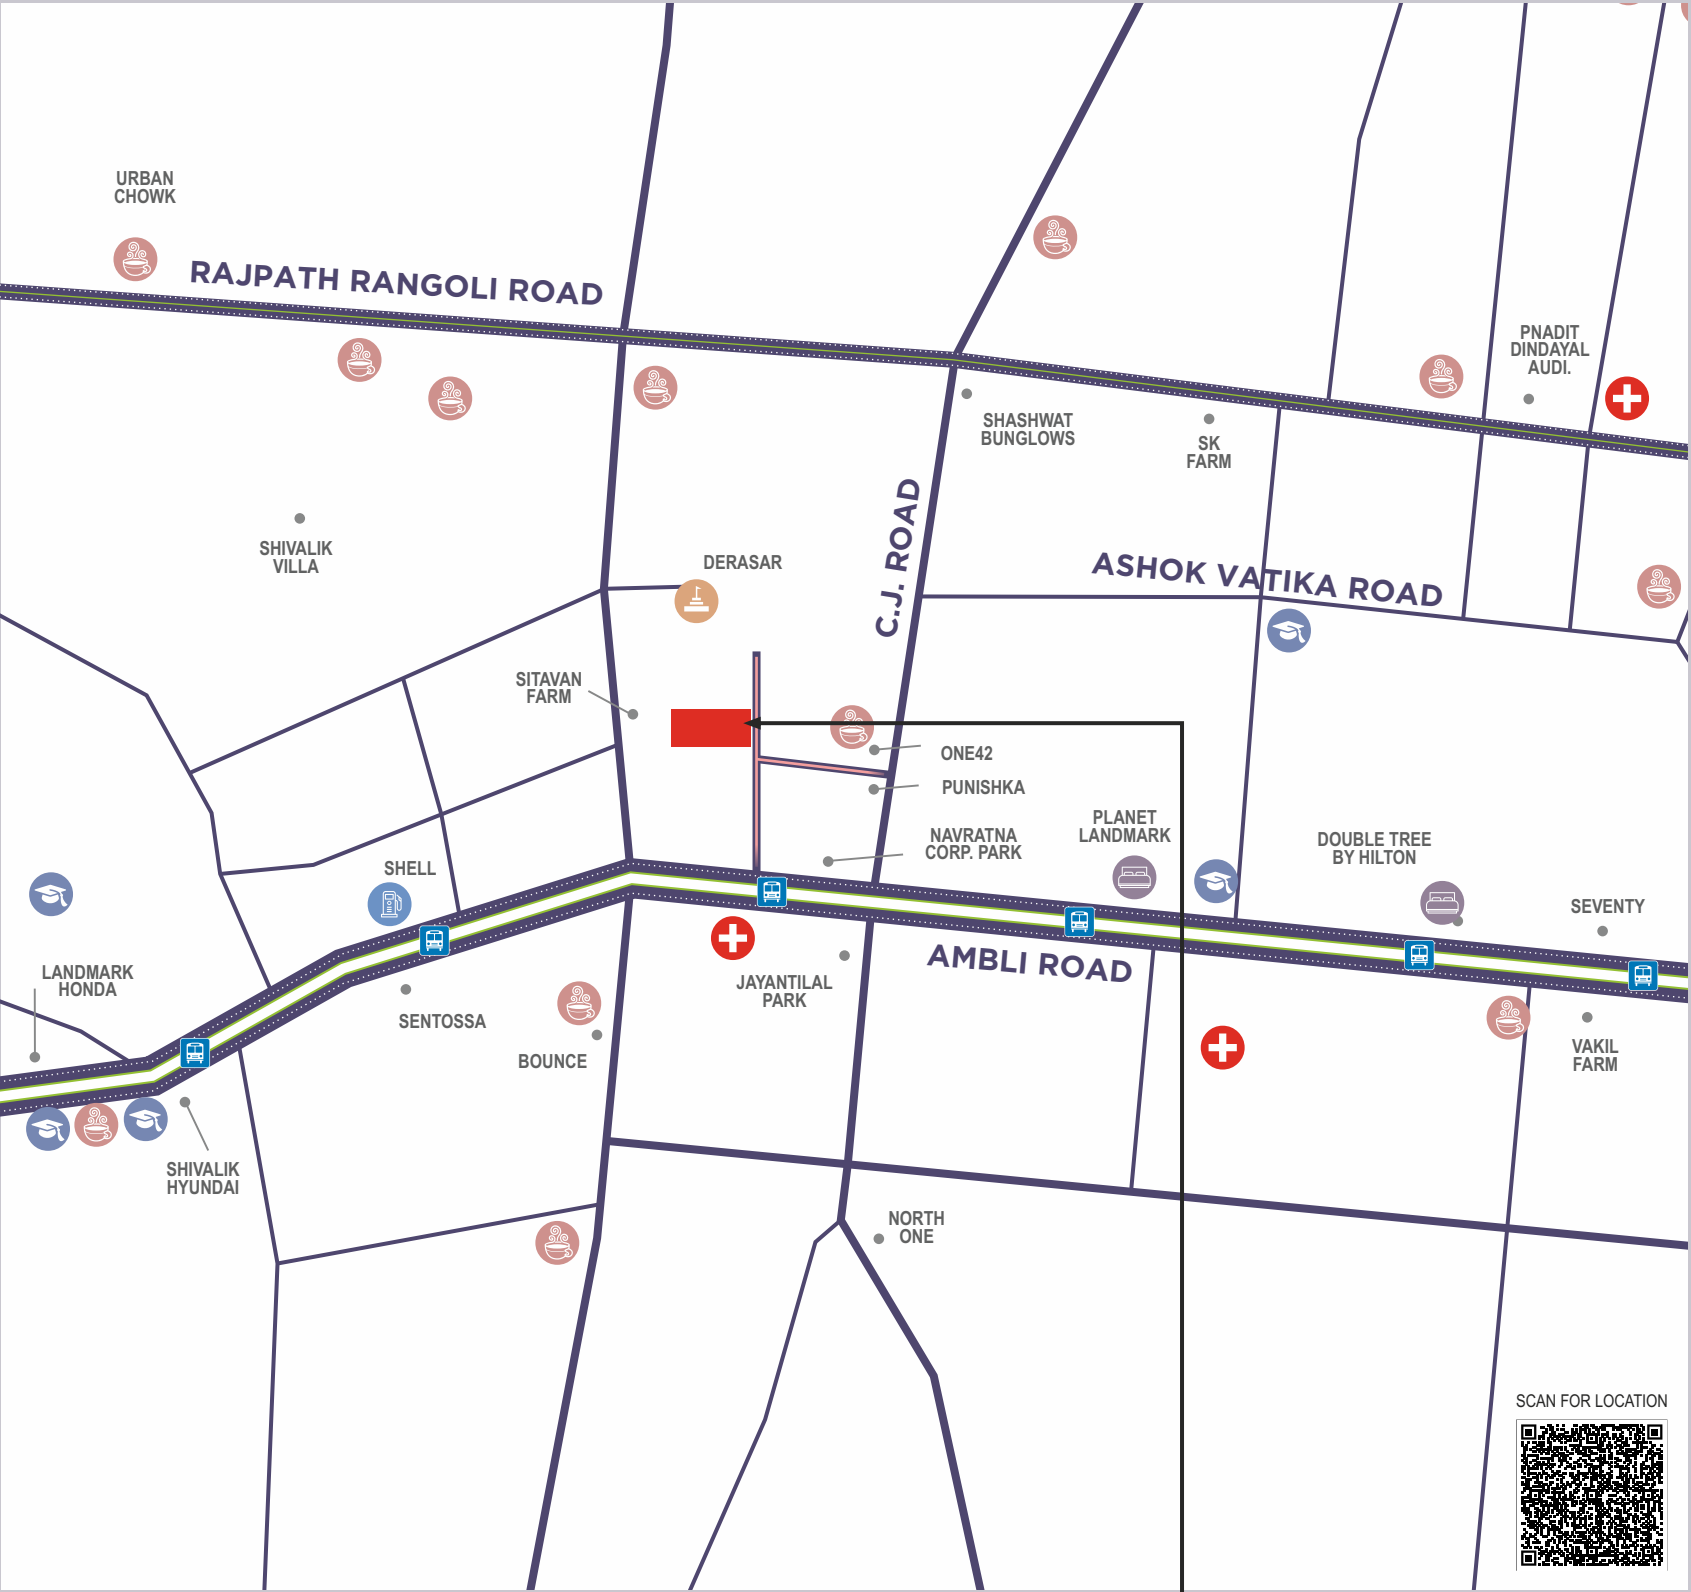 URBAN
CHOWK
RAJPATH RANGOLI ROAD
PNADIT
DINDAYAL
AUDI.
SHASHWAT
BUNGLOWS
SK
FARM
C.J. ROAD
SHIVALIK
VILLA
DERASAR
ASHOK VATIKA ROAD
SITAVAN
FARM
ONE42
PUNISHKA
PLANET
LANDMARK
NAVRATNA
CORP. PARK
DOUBLE TREE
BY HILTON
SHELL
SEVENTY
AMBLI ROAD
LANDMARK
HONDA
JAYANTILAL
PARK
SENTOSSA
BOUNCE
VAKIL
FARM
SHIVALIK
HYUNDAI
NORTH
ONE
SCAN FOR LOCATION